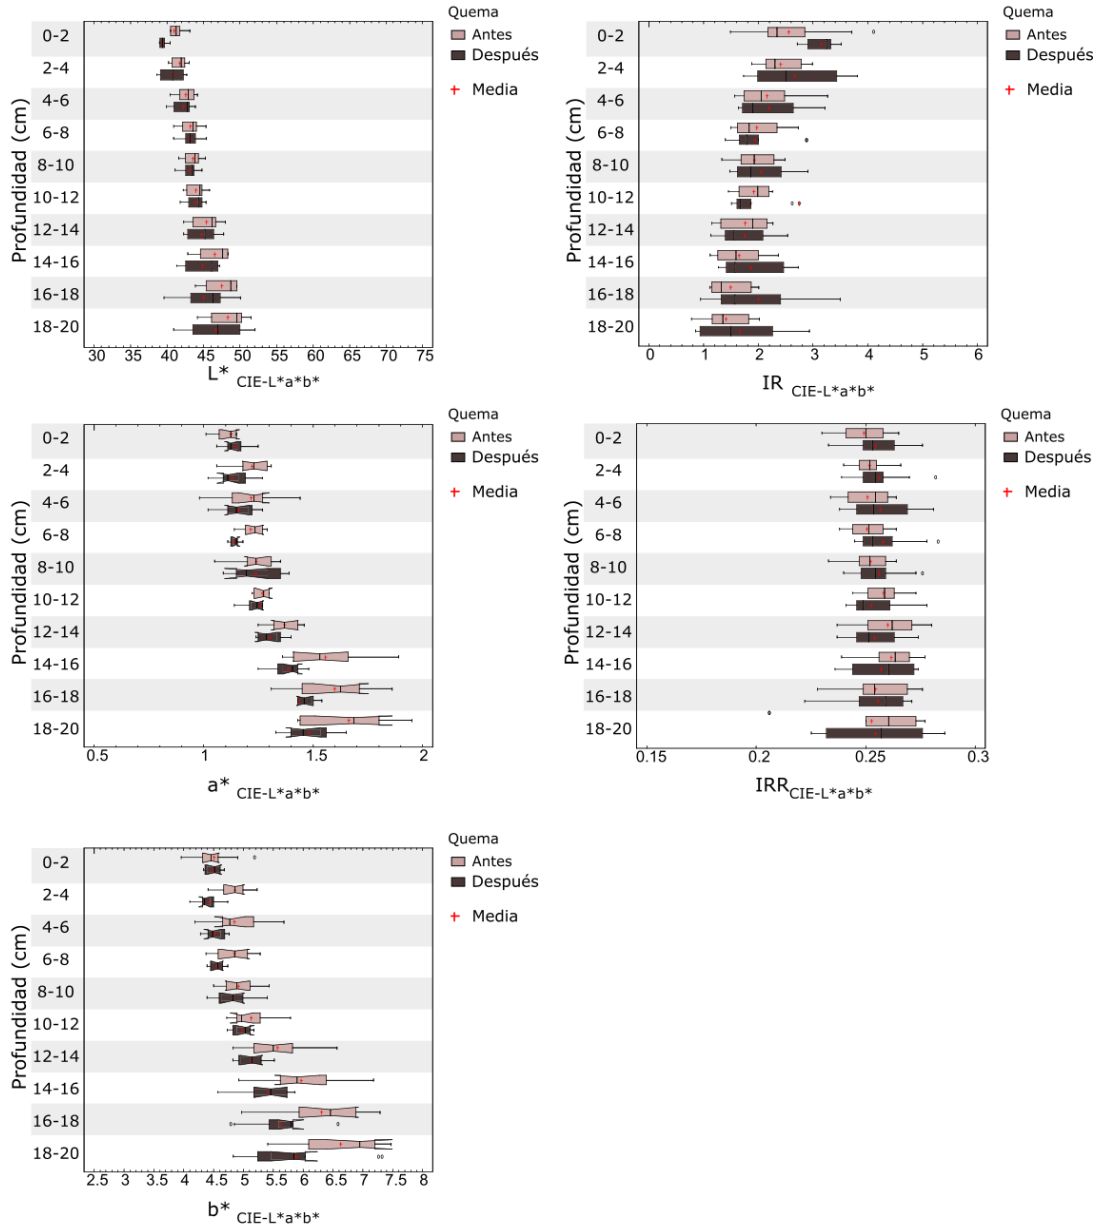 Quema
Antes
Después
Media
Profundidad (cm)
0-2
2-4
4-6
6-8
8-10
10-12
12-14
14-16
16-18
18-20
30 35 40 45 50 55 60 65 70 75
L* CIE-L*a*b*
Quema
Antes
Después
Media
Profundidad (cm)
0-2
2-4
4-6
6-8
8-10
10-12
12-14
14-16
16-18
18-20
0 1 2 3 4 5 6
IR CIE-L*a*b*
Quema
Antes
Después
Media
Profundidad (cm)
0-2
2-4
4-6
6-8
8-10
10-12
12-14
14-16
16-18
18-20
0.5 1 1.5 2
a* CIE-L*a*b*
Quema
Antes
Después
Media
Profundidad (cm)
0-2
2-4
4-6
6-8
8-10
10-12
12-14
14-16
16-18
18-20
0.15 0.2 0.25 0.3
IRR CIE-L*a*b*
Quema
Antes
Después
Media
Profundidad (cm)
0-2
2-4
4-6
6-8
8-10
10-12
12-14
14-16
16-18
18-20
2.5 3 3.5 4 4.5 5 5.5 6 6.5 7 7.5 8
b* CIE-L*a*b*